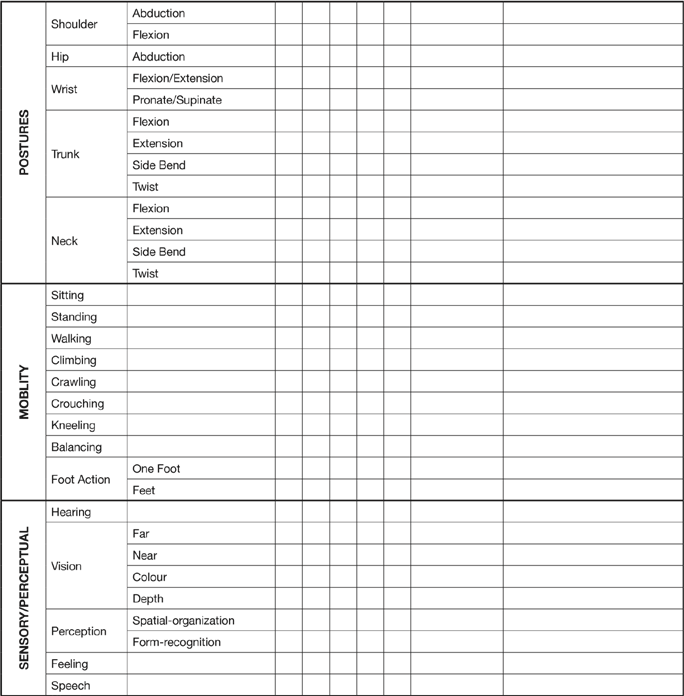 POSTURES
Shoulder
Abduction
Flexion
Hip
Abduction
Wrist
Flexion/Extension
Pronate/Supinate
Trunk
Flexion
Extension
Side Bend
Twist
Neck
Flexion
Extension
Side Bend
Twist
MOBLITY
Sitting
Standing
Walking
Climbing
Crawling
Crouching
Kneeling
Balancing
Foot Action
One Foot
Feet
SENSORY/PERCEPTUAL
Hearing
Vision
Far
Near
Colour
Depth
Perception
Spatial-organization
Form-recognition
Feeling
Speech